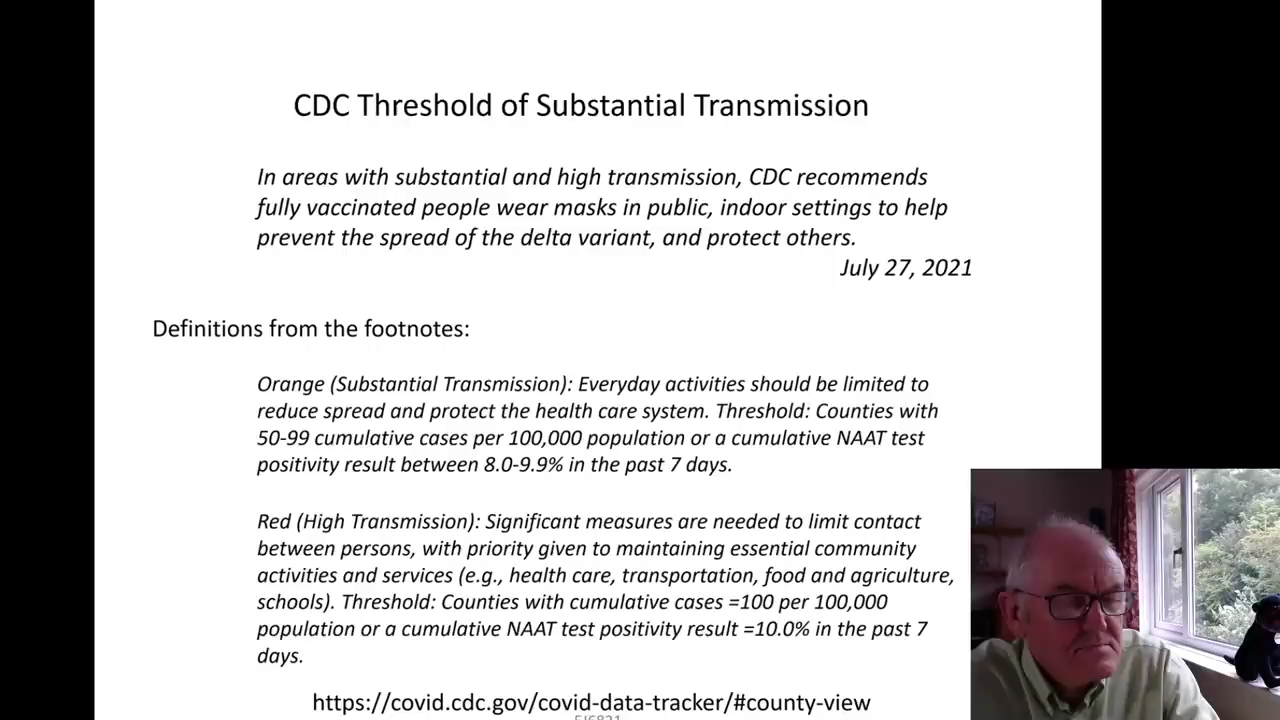 CDC Threshold of Substantial Transmission
In areas with substantial and high transmission, CDC recommends
fully vaccinated people wear masks in public, indoor settings to help
prevent the spread of the delta variant, and protect others.
July 27, 2021
Definitions from the footnotes:
Orange (Substantial Transmission): Everyday activities should be limited to
reduce spread and protect the health care system. Threshold: Counties with
50-99 cumulative cases per 100,000 population or a cumulative NAAT test
positivity result between 8.0-9.9% in the past 7 days.
Red (High Transmission): Significant measures are needed to limit contact
between persons, with priority given to maintaining essential community
activities and services (e.g., health care, transportation, food and agriculture,
schools). Threshold: Counties with cumulative cases =100 per 100,000
population or a cumulative NAAT test positivity result =10.0% in the past 7
days.
https://covid.cdc.gov/covid-data-tracker/#county-view